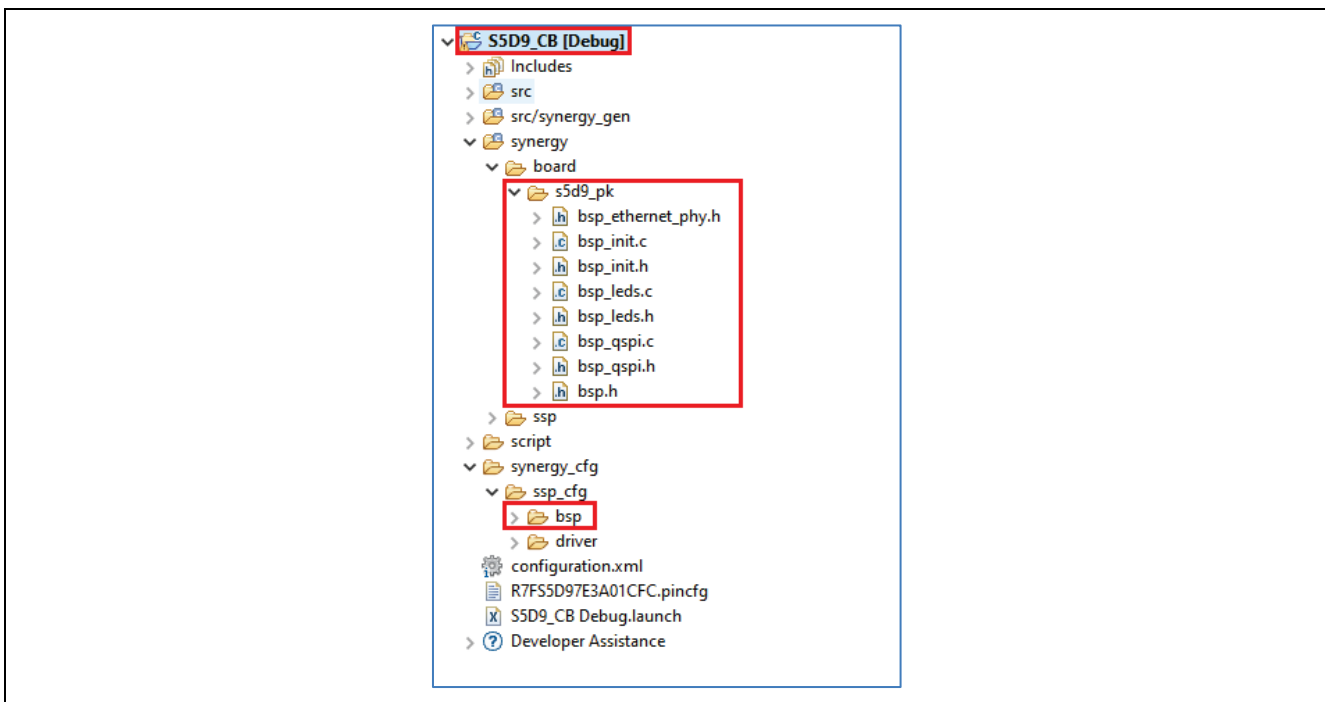 S5D9_CB [Debug]
Includes
src
src/synergy_gen
synergy
board
s5d9_pk
.h bsp_ethernet_phy.h
.c bsp_init.c
.h bsp_init.h
.c bsp_leds.c
.h bsp_leds.h
.c bsp_qspi.c
.h bsp_qspi.h
.h bsp.h
ssp
script
synergy_cfg
ssp_cfg
bsp
driver
configuration.xml
R7FS5D97E3A01CFC.pincfg
X S5D9_CB Debug.launch
? Developer Assistance